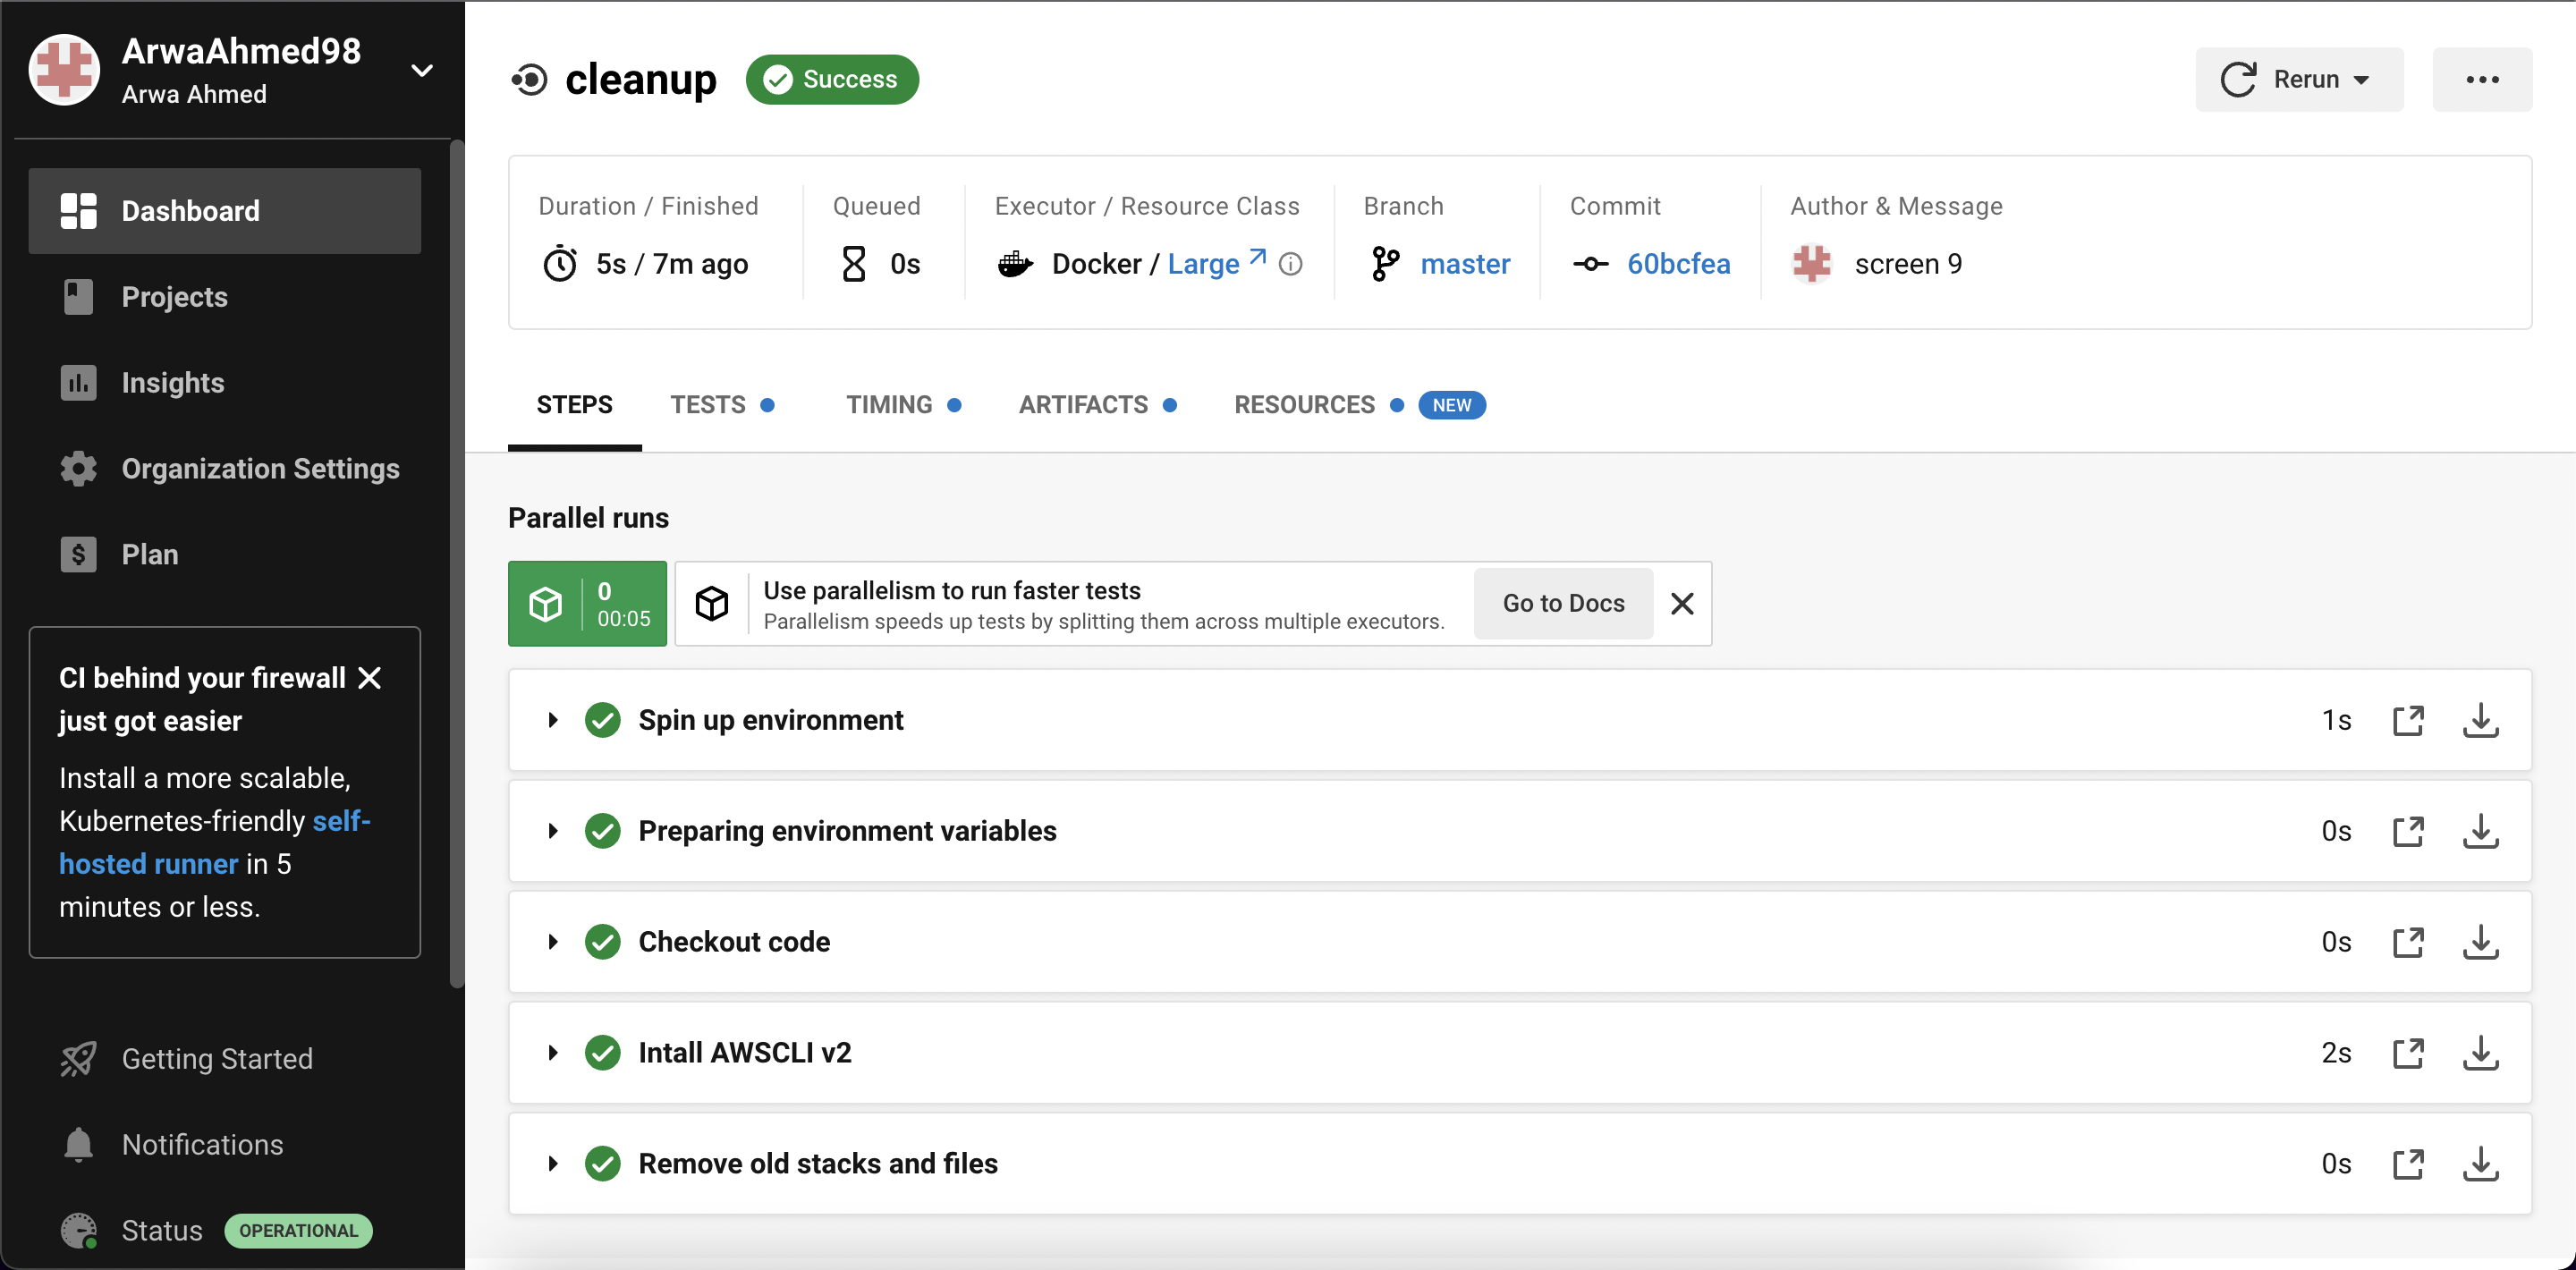 ArwaAhmed98
Arwa Ahmed
Dashboard
Projects
Insights
Organization Settings
Plan
CI behind your firewall
just got easier
Install a more scalable,
Kubernetes-friendly self-
hosted runner in 5
minutes or less.
Getting Started
Notifications
Status OPERATIONAL
cleanup Success
Rerun
Duration / Finished
5s / 7m ago
Queued
0s
Executor / Resource Class
Docker / Large
Branch
master
Commit
60bcfea
Author & Message
screen 9
STEPS TESTS TIMING ARTIFACTS RESOURCES NEW
Parallel runs
0
00:05
Use parallelism to run faster tests
Parallelism speeds up tests by splitting them across multiple executors.
Go to Docs
Spin up environment 1s
Preparing environment variables 0s
Checkout code 0s
Intall AWSCLI v2 2s
Remove old stacks and files 0s